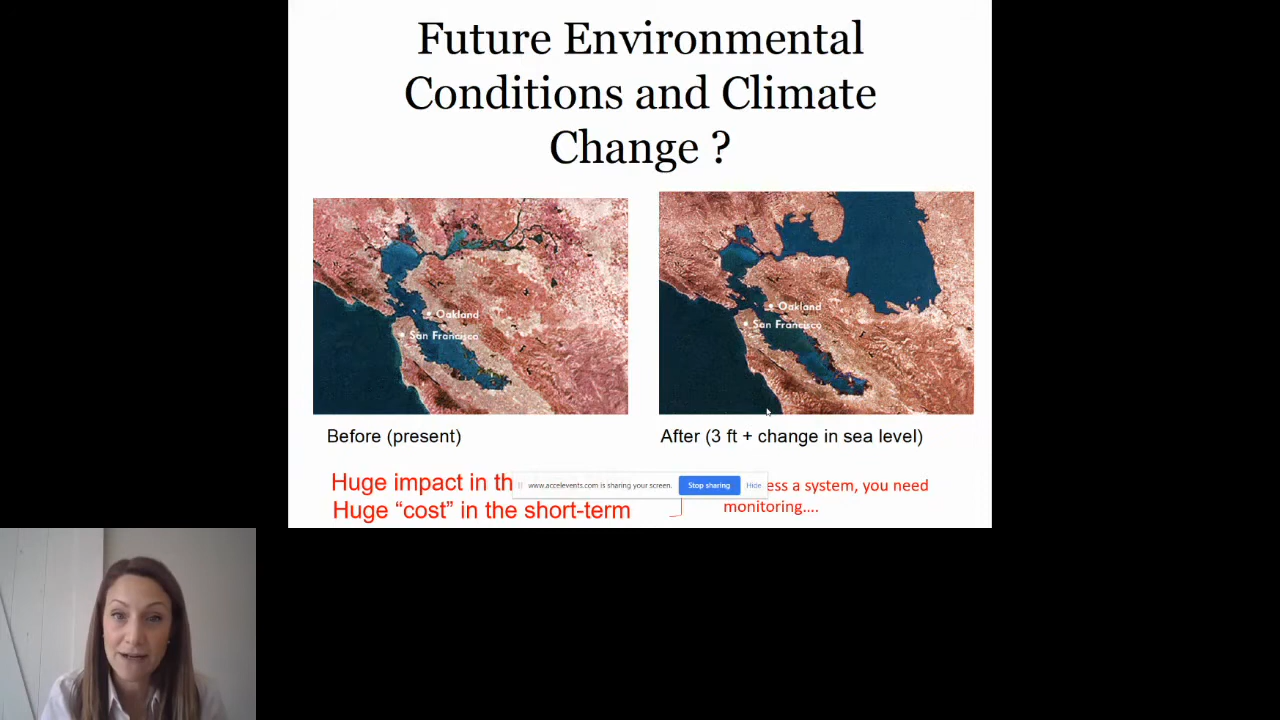 Future Environmental
Conditions and Climate
Change ?
Oakland
San Francisco
Oakland
San Francisco
Before (present)
After (3 ft + change in sea level)
Huge impact in th
www.accelevents.com is sharing your screen.
Stop sharing
Hide
ess a system, you need
Huge “cost” in the short-term
monitoring....